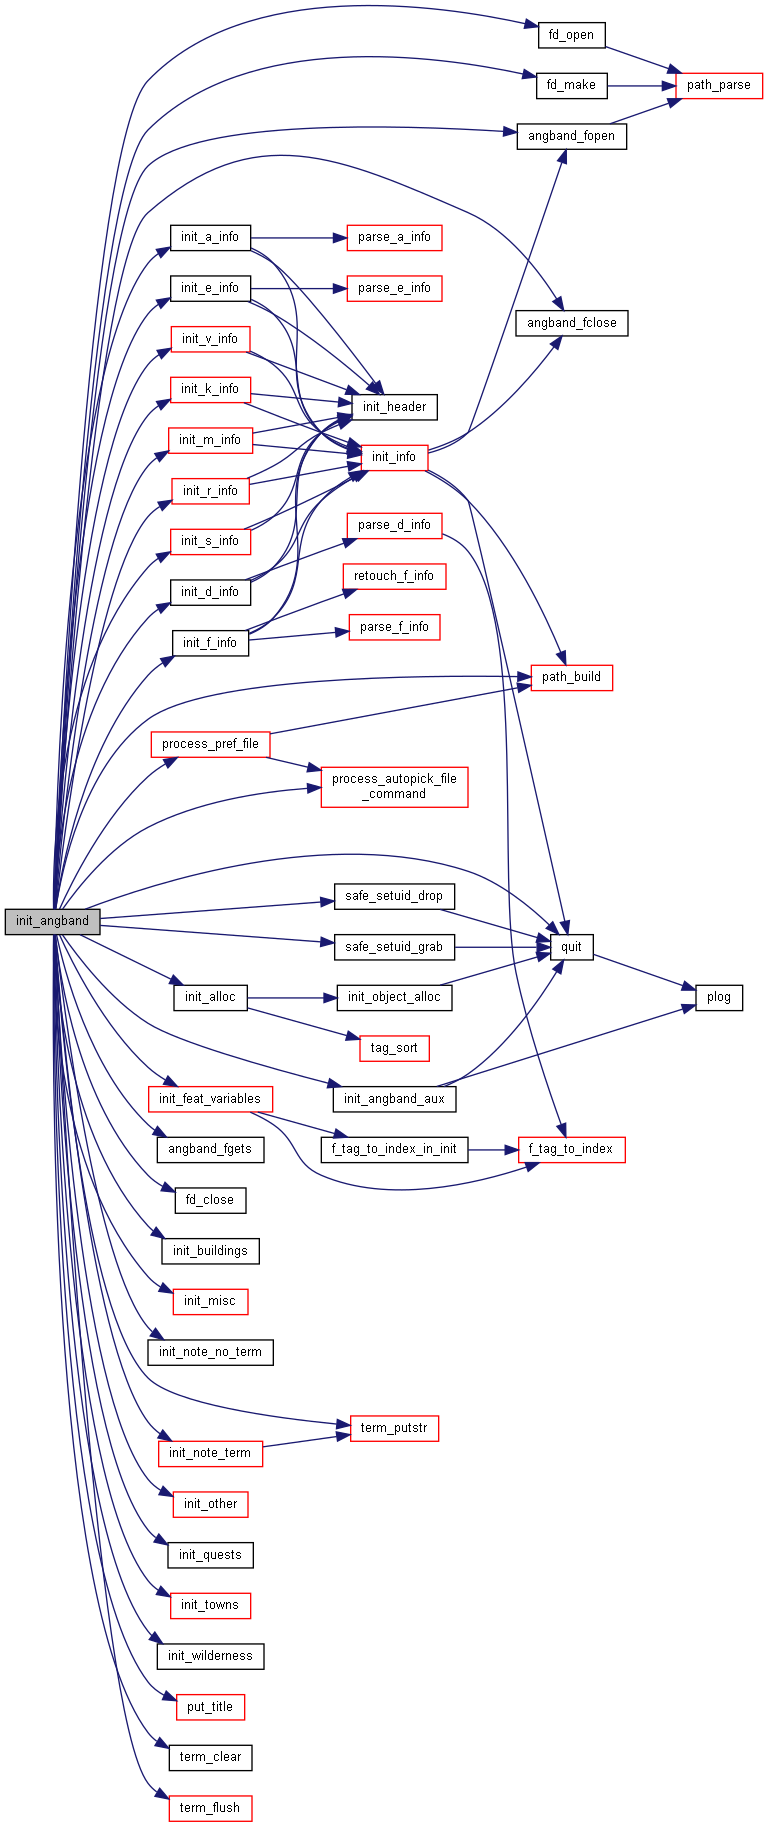 fd_open
fd_make
path_parse
angband_fopen
init_a_info
parse_a_info
init_e_info
parse_e_info
angband_fclose
init_v_info
init_k_info
init_header
init_m_info
init_info
init_r_info
parse_d_info
init_s_info
retouch_f_info
init_d_info
parse_f_info
init_f_info
path_build
process_pref_file
process_autopick_file
_command
safe_setuid_drop
init_angband
safe_setuid_grab
quit
init_alloc
init_object_alloc
plog
tag_sort
init_feat_variables
init_angband_aux
angband_fgets
f_tag_to_index_in_init
f_tag_to_index
fd_close
init_buildings
init_misc
init_note_no_term
term_putstr
init_note_term
init_other
init_quests
init_towns
init_wilderness
put_title
term_clear
term_flush